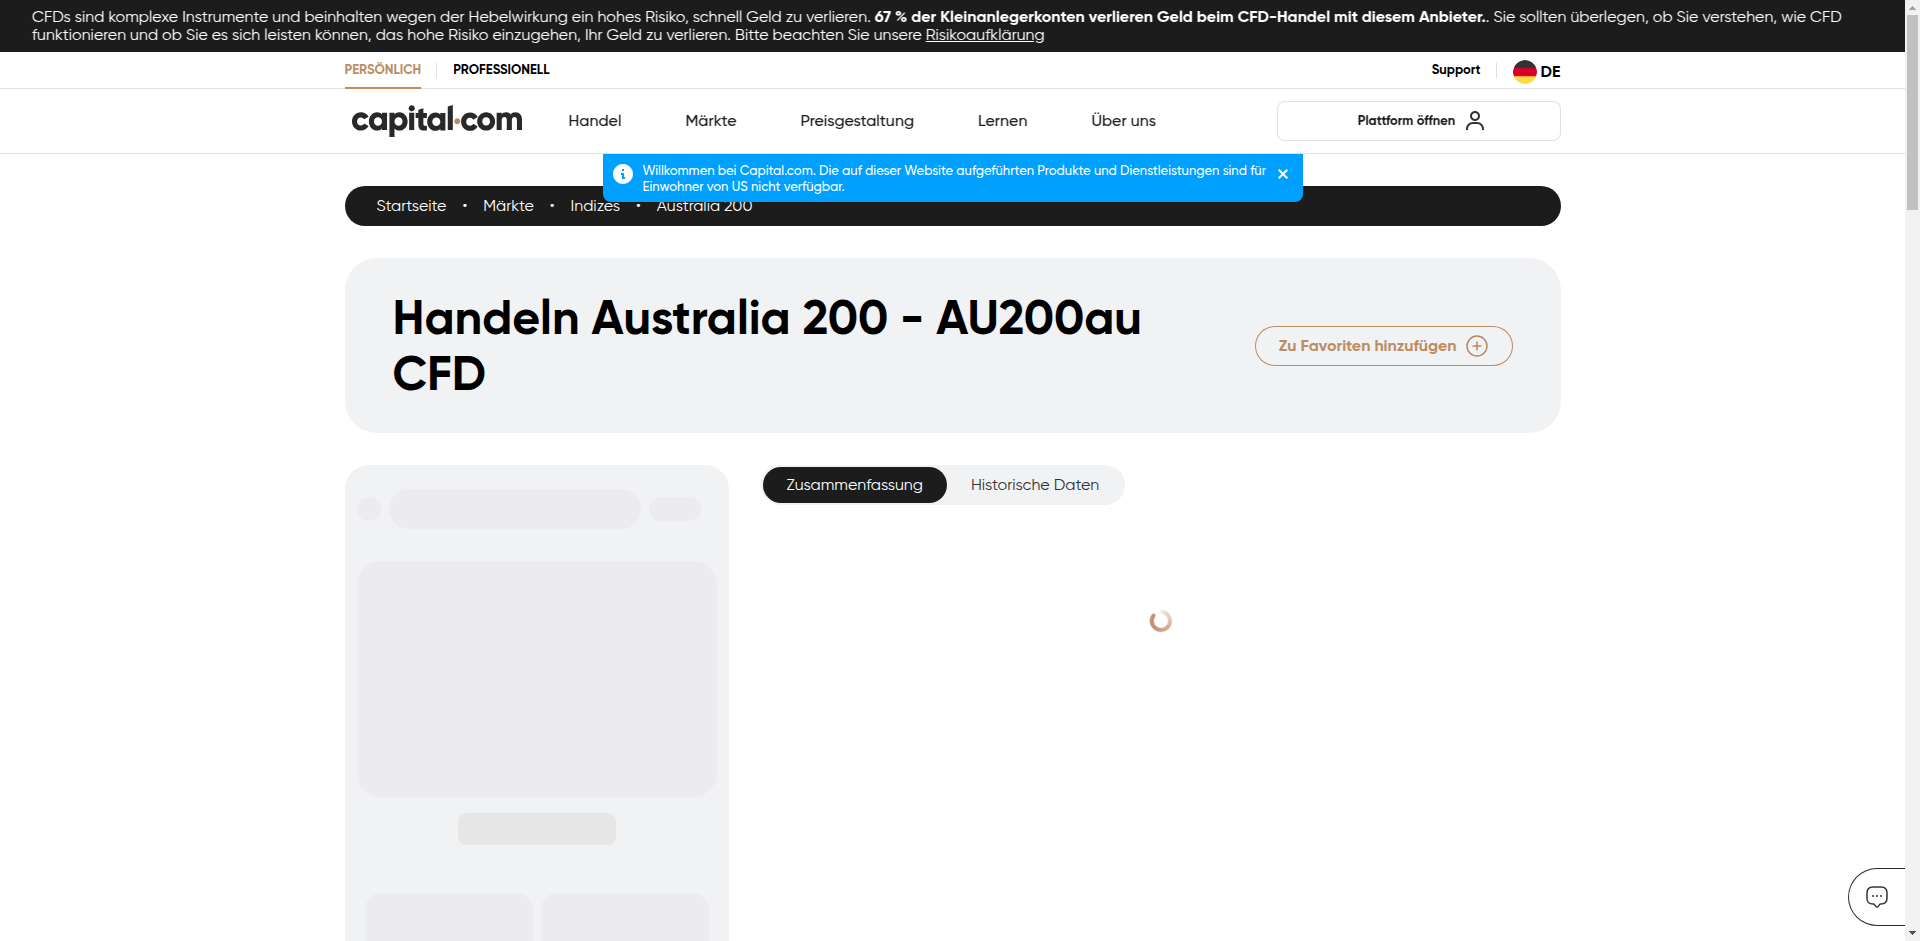 CFDs sind komplexe Instrumente und beinhalten wegen der Hebelwirkung ein hohes Risiko, schnell Geld zu verlieren. 67 % der Kleinanlegerkonten verlieren Geld beim CFD-Handel mit diesem Anbieter.. Sie sollten überlegen, ob Sie verstehen, wie CFD
funktionieren und ob Sie es sich leisten können, das hohe Risiko einzugehen, Ihr Geld zu verlieren. Bitte beachten Sie unsere Risikoaufklärung
PERSÖNLICH PROFESSIONELL Support DE
capital.com Handel Märkte Preisgestaltung Lernen Über uns Plattform öffnen
Willkommen bei Capital.com. Die auf dieser Website aufgeführten Produkte und Dienstleistungen sind für
Einwohner von US nicht verfügbar.
Startseite • Märkte • Indizes • Australia 200
Handeln Australia 200 - AU200au
CFD
Zu Favoriten hinzufügen
Zusammenfassung Historische Daten